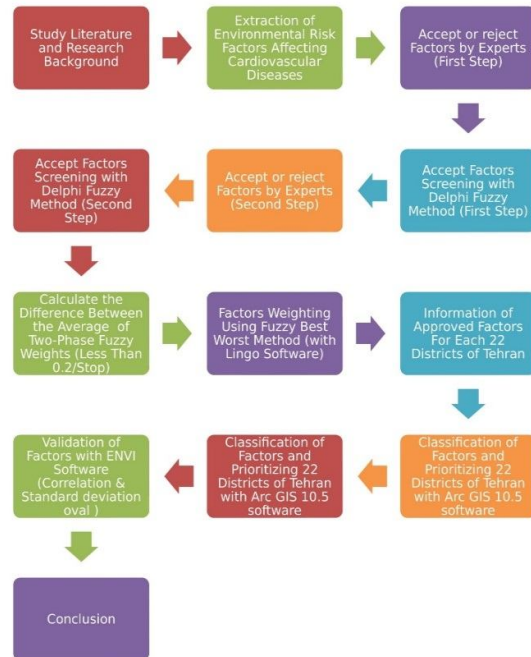 Study Literature
and Research
Background
Extraction of
Environmental Risk
Factors Affecting
Cardiovascular
Diseases
Accept or reject
Factors by Experts
(First Step)
Accept Factors
Screening with
Delphi Fuzzy
Method (First Step)
Accept or reject
Factors by Experts
(Second Step)
Accept Factors
Screening with
Delphi Fuzzy
Method (Second
Step)
Calculate the
Difference Between
the Average of
Two-Phase Fuzzy
Weights (Less Than
0.2/Stop)
Factors Weighting
Using Fuzzy Best
Worst Method (with
Lingo Software)
Information of
Approved Factors
For Each 22
Districts of Tehran
Classification of
Factors and
Prioritizing 22
Districts of Tehran
with Arc GIS 10.5
software
Classification of
Factors and
Prioritizing 22
Districts of Tehran
with Arc GIS 10.5
software
Validation of
Factors with ENVI
Software
(Correlation &
Standard deviation
oval )
Conclusion